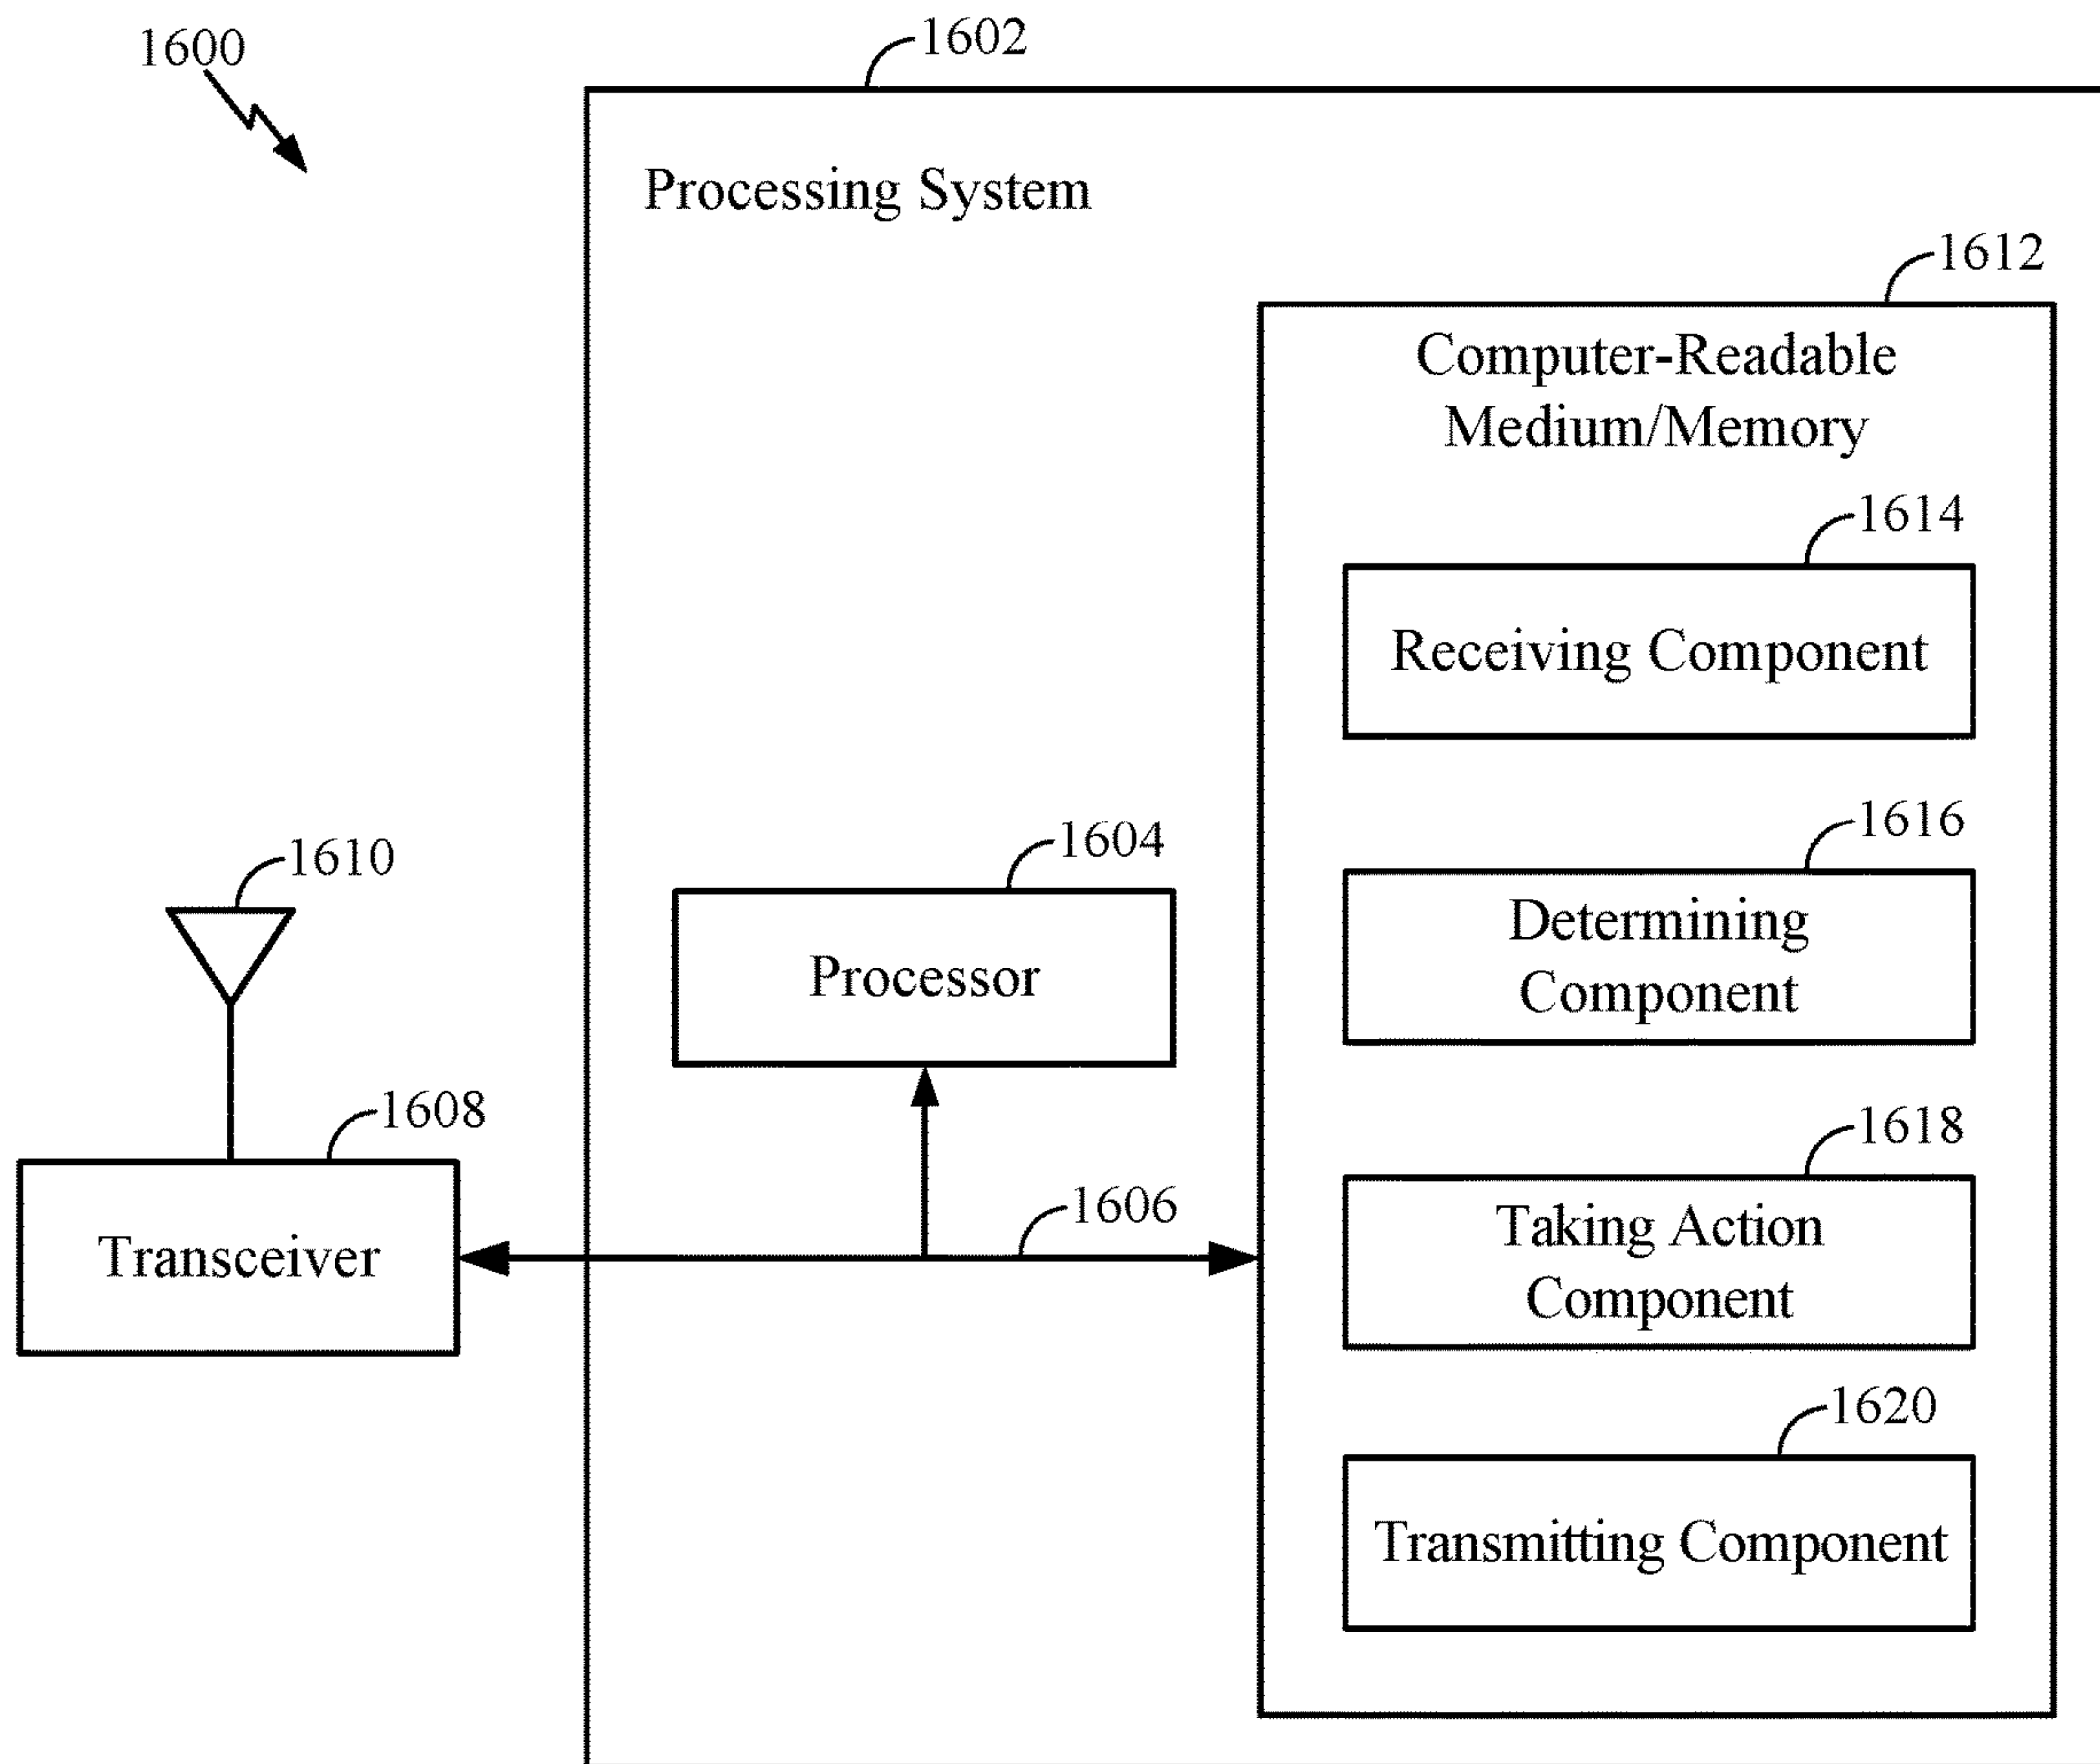 1600
1602
Processing System
1612
Computer-Readable
Medium/Memory
1614
Receiving Component
1616
Determining
Component
1604
Processor
1610
1608
Transceiver
1606
1618
Taking Action
Component
1620
Transmitting Component